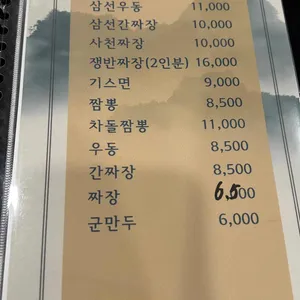 삼선우동 11,000
삼선간짜장 10,000
사천짜장 10,000
쟁반짜장(2인분) 16,000
기스면 9,000
짬뽕 8,500
차돌짬뽕 11,000
우동 8,500
간짜장 8,500
짜장 6,500
군만두 6,000